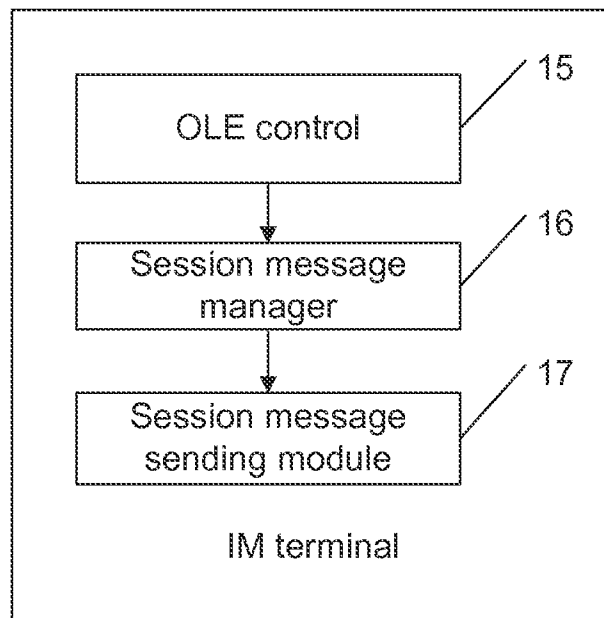 15
OLE control
16
Session message
manager
17
Session message
sending module
IM terminal